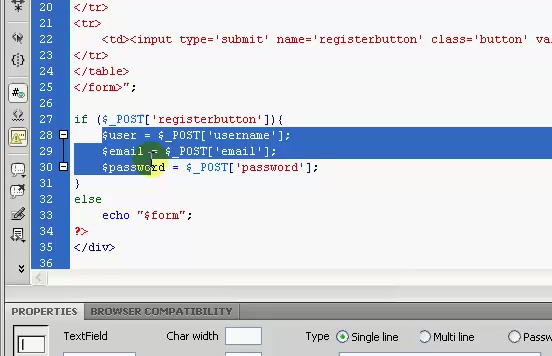 20 </tr>
21 <tr>
22 <td><input type='submit' name='registerbutton' class='button'
23 </tr>
24 </table>
25 </form>";
26
27 if ($_POST['registerbutton']){
28 $user = $_POST['username'];
29 $email = $_POST['email'];
30 $password = $_POST['password'];
31 }
32 else
33 echo "$form";
34 ?>
35 </div>
36
PROPERTIES BROWSER COMPATIBILITY
TextField Char width Type Single line Multi line